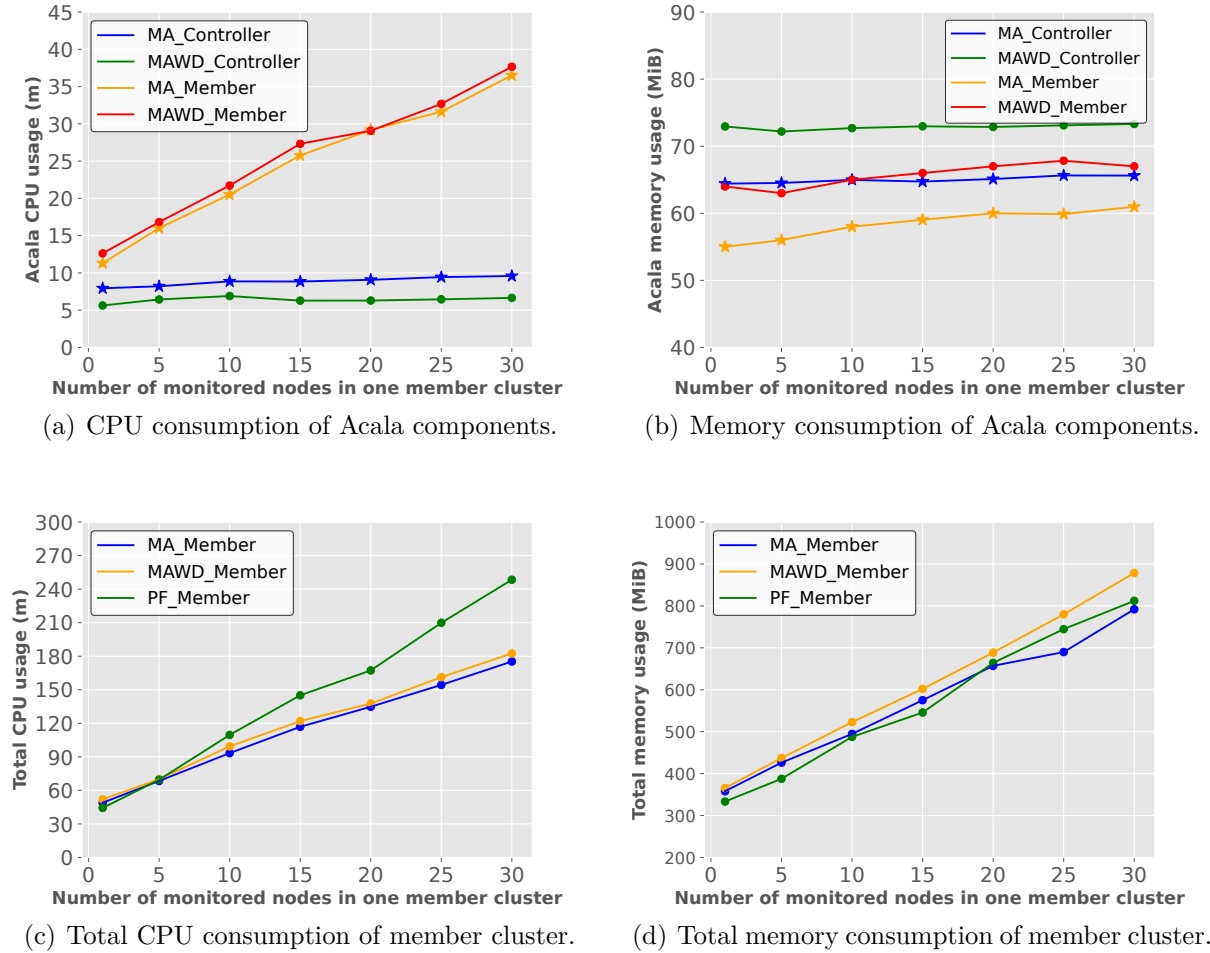 45
40
35
30
25
20
15
10
5
0
Acala CPU usage (m)
MA_Controller
MAWD_Controller
MA_Member
MAWD_Member
0 5 10 15 20 25 30
Number of monitored nodes in one member cluster
(a) CPU consumption of Acala components.
90
80
70
60
50
40
Acala memory usage (MiB)
MA_Controller
MAWD_Controller
MA_Member
MAWD_Member
0 5 10 15 20 25 30
Number of monitored nodes in one member cluster
(b) Memory consumption of Acala components.
300
270
240
210
180
150
120
90
60
30
0
Total CPU usage (m)
MA_Member
MAWD_Member
PF_Member
0 5 10 15 20 25 30
Number of monitored nodes in one member cluster
(c) Total CPU consumption of member cluster.
1000
900
800
700
600
500
400
300
200
Total memory usage (MiB)
MA_Member
MAWD_Member
PF_Member
0 5 10 15 20 25 30
Number of monitored nodes in one member cluster
(d) Total memory consumption of member cluster.